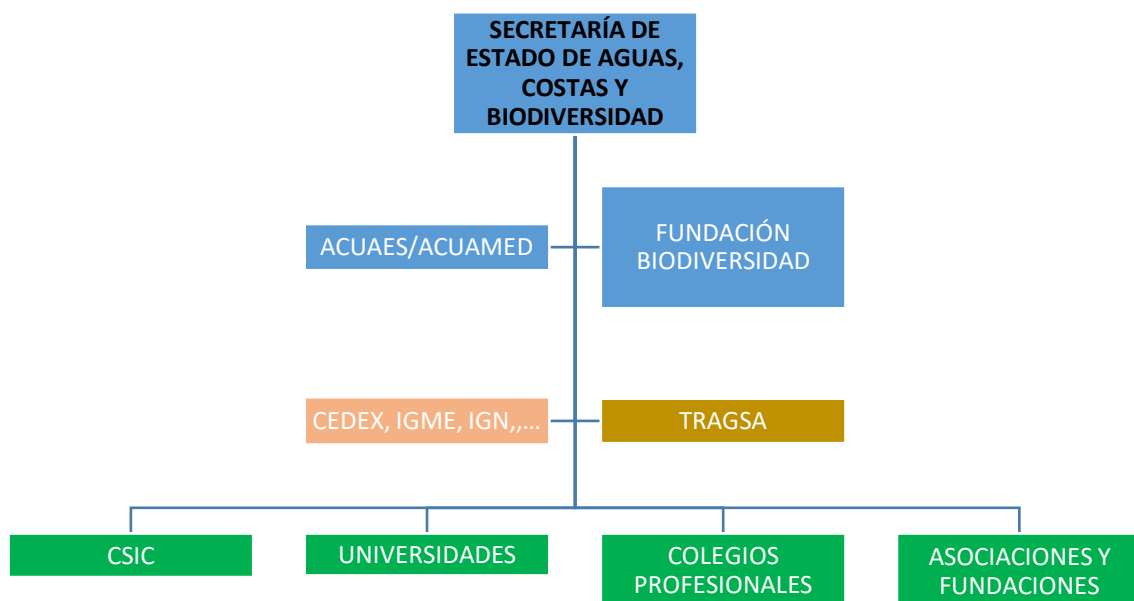 SECRETARÍA DE
ESTADO DE AGUAS,
COSTAS Y
BIODIVERSIDAD
ACUAES/ACUAMED
FUNDACIÓN
BIODIVERSIDAD
CEDEX, IGME, IGN,,...
TRAGSA
CSIC
UNIVERSIDADES
COLEGIOS
PROFESIONALES
ASOCIACIONES Y
FUNDACIONES